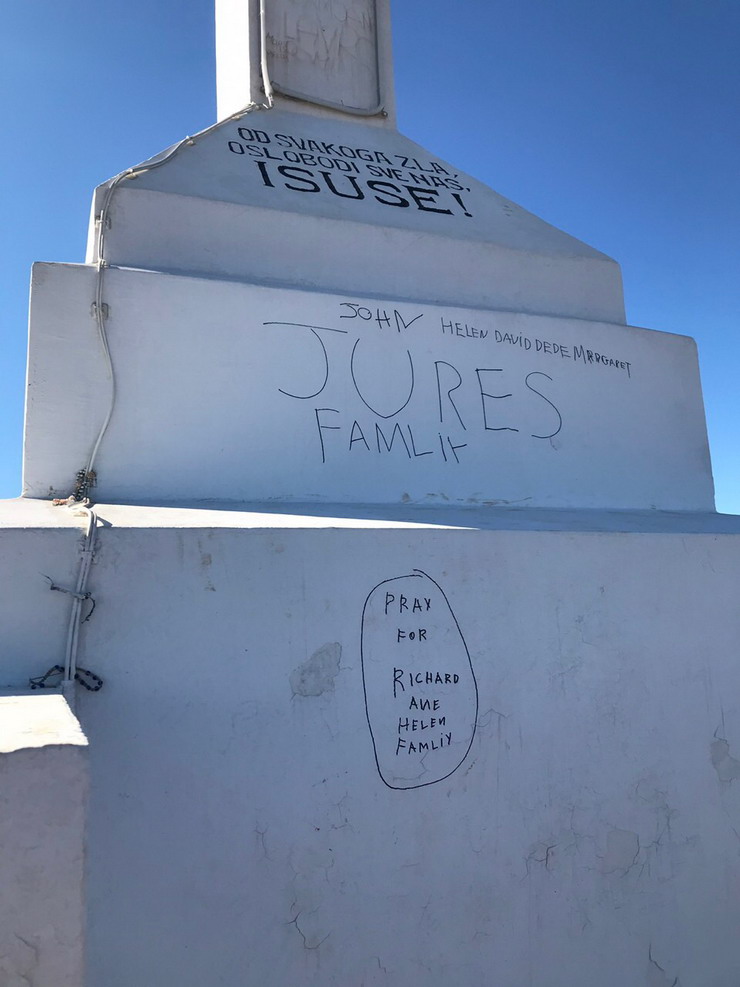 OD SVAKOGA ZLA,
OSLOBODI SVE NAS,
ISUSE!
JOHN HELEN DAVID DEDE MARGARET
JURES
FAMLIY
PRAY
FOR
RICHARD
ANE
HELEN
FAMLIY